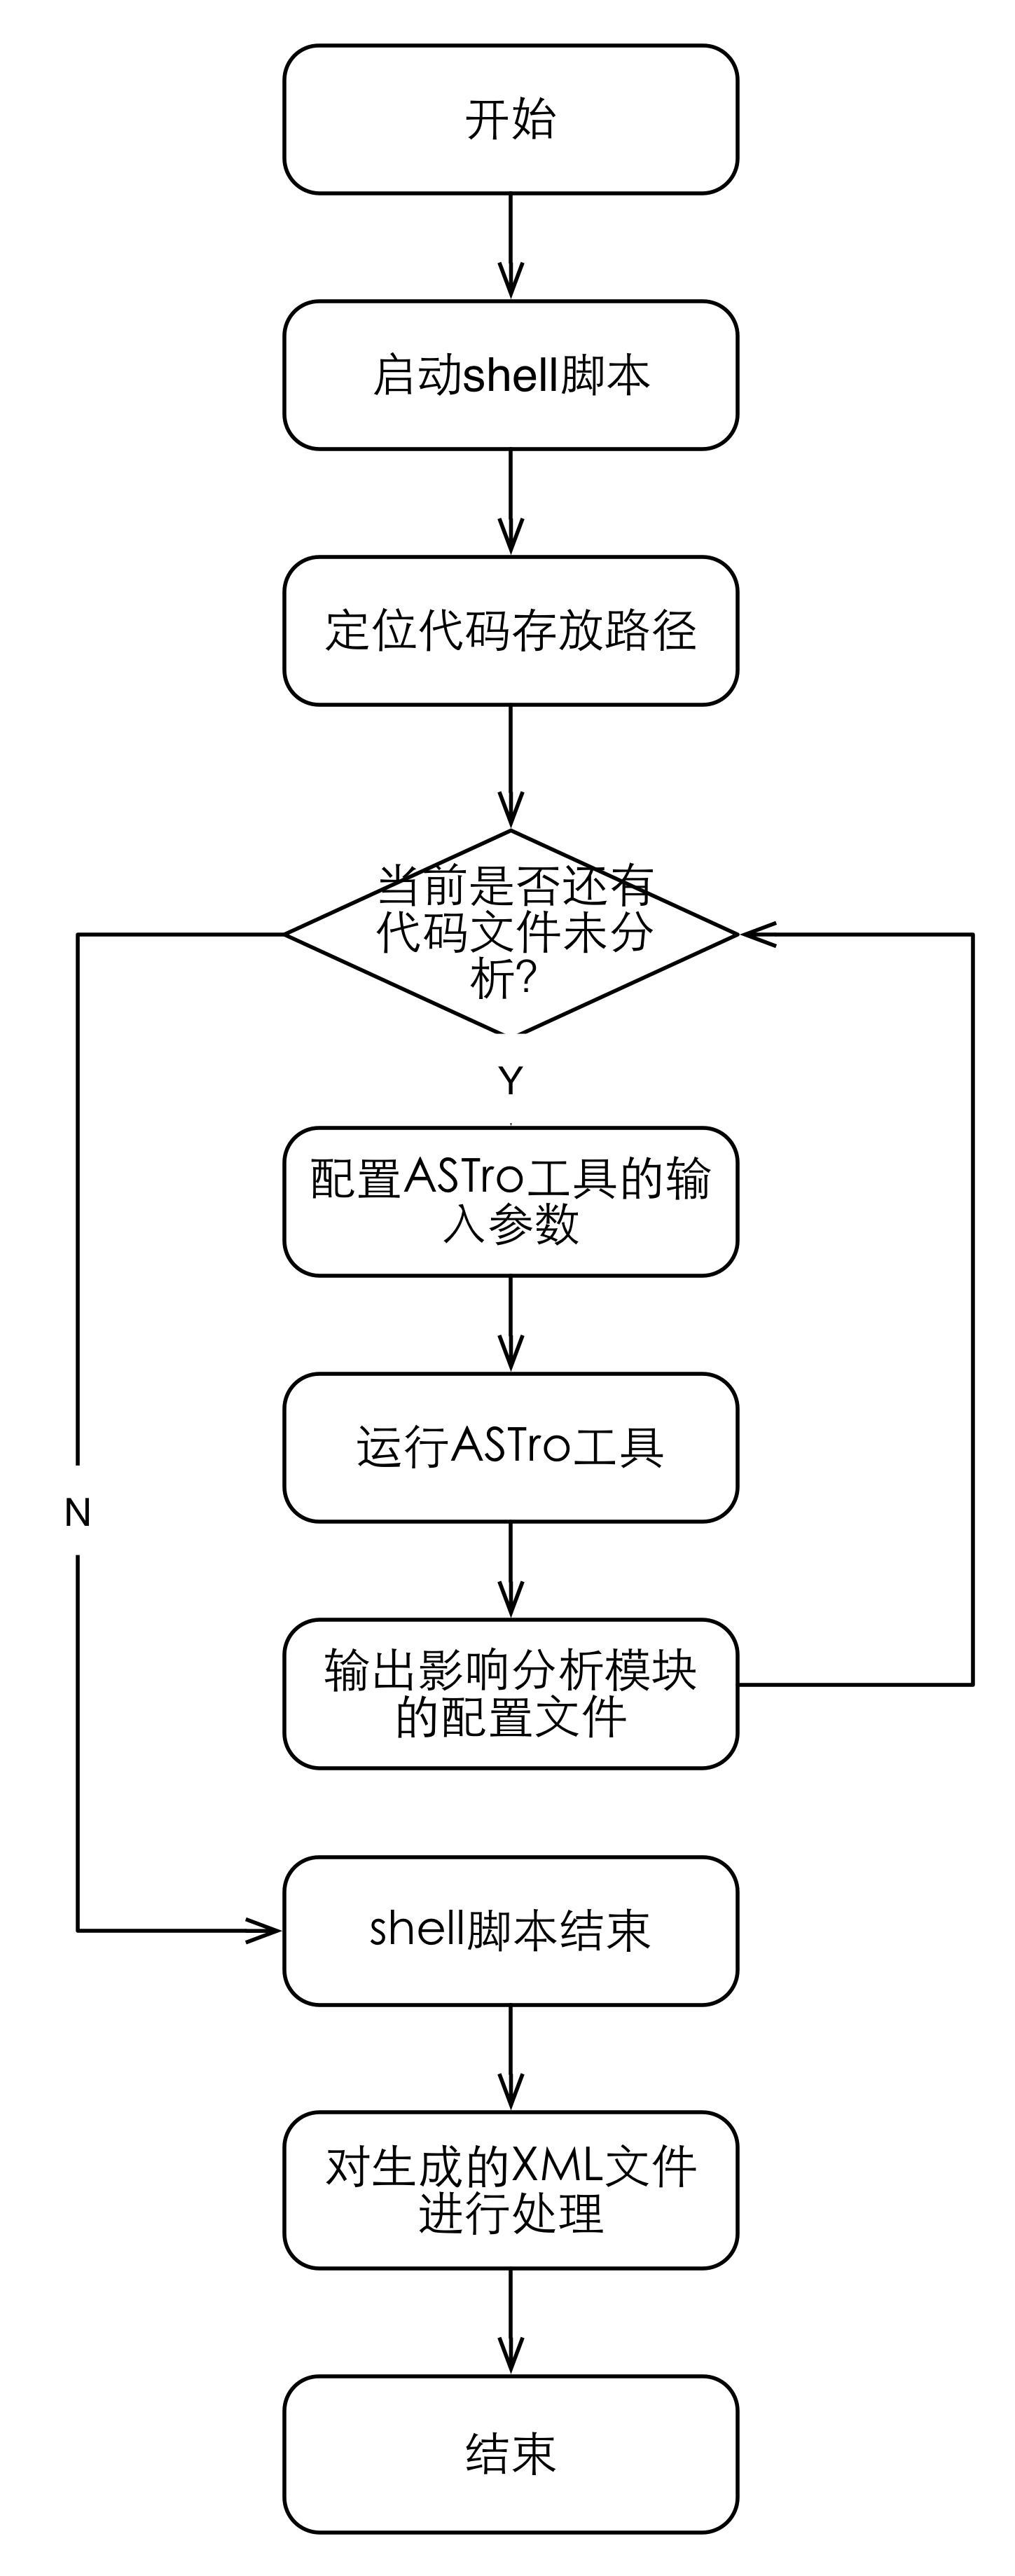 开始
启动shell脚本
定位代码存放路径
当前是否还有
代码文件未分
析?
Y
配置ASTro工具的输
入参数
运行ASTro工具
N
输出影响分析模块
的配置文件
shell脚本结束
对生成的XML文件
进行处理
结束